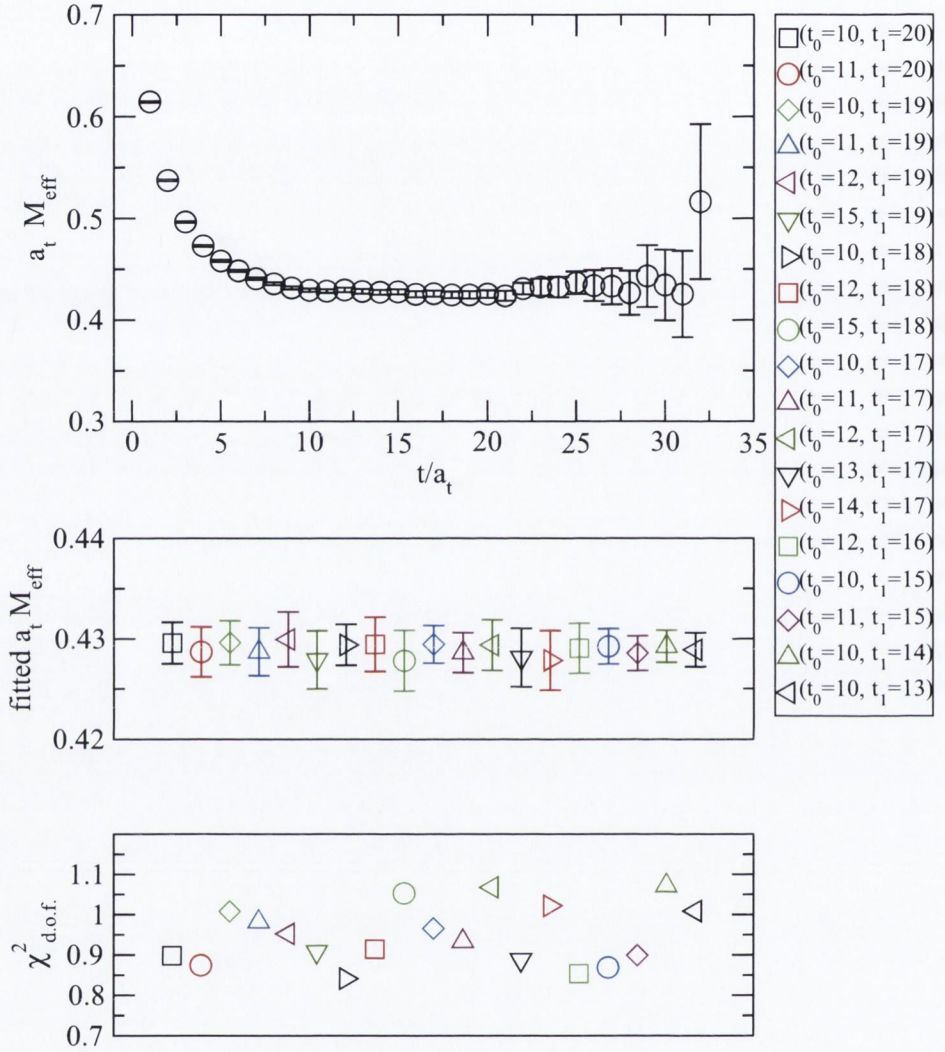 0.7
0.6
0.5
0.4
0.3
a_t M_eff
0 5 10 15 20 25 30 35
t/a_t
(t_0=10, t_1=20)
(t_0=11, t_1=20)
(t_0=10, t_1=19)
(t_0=11, t_1=19)
(t_0=12, t_1=19)
(t_0=15, t_1=19)
(t_0=10, t_1=18)
(t_0=12, t_1=18)
(t_0=15, t_1=18)
(t_0=10, t_1=17)
(t_0=11, t_1=17)
(t_0=12, t_1=17)
(t_0=13, t_1=17)
(t_0=14, t_1=17)
(t_0=12, t_1=16)
(t_0=10, t_1=15)
(t_0=11, t_1=15)
(t_0=10, t_1=14)
(t_0=10, t_1=13)
0.44
0.43
0.42
fitted a_t M_eff
1.1
1
0.9
0.8
0.7
χ^2_d.o.f.